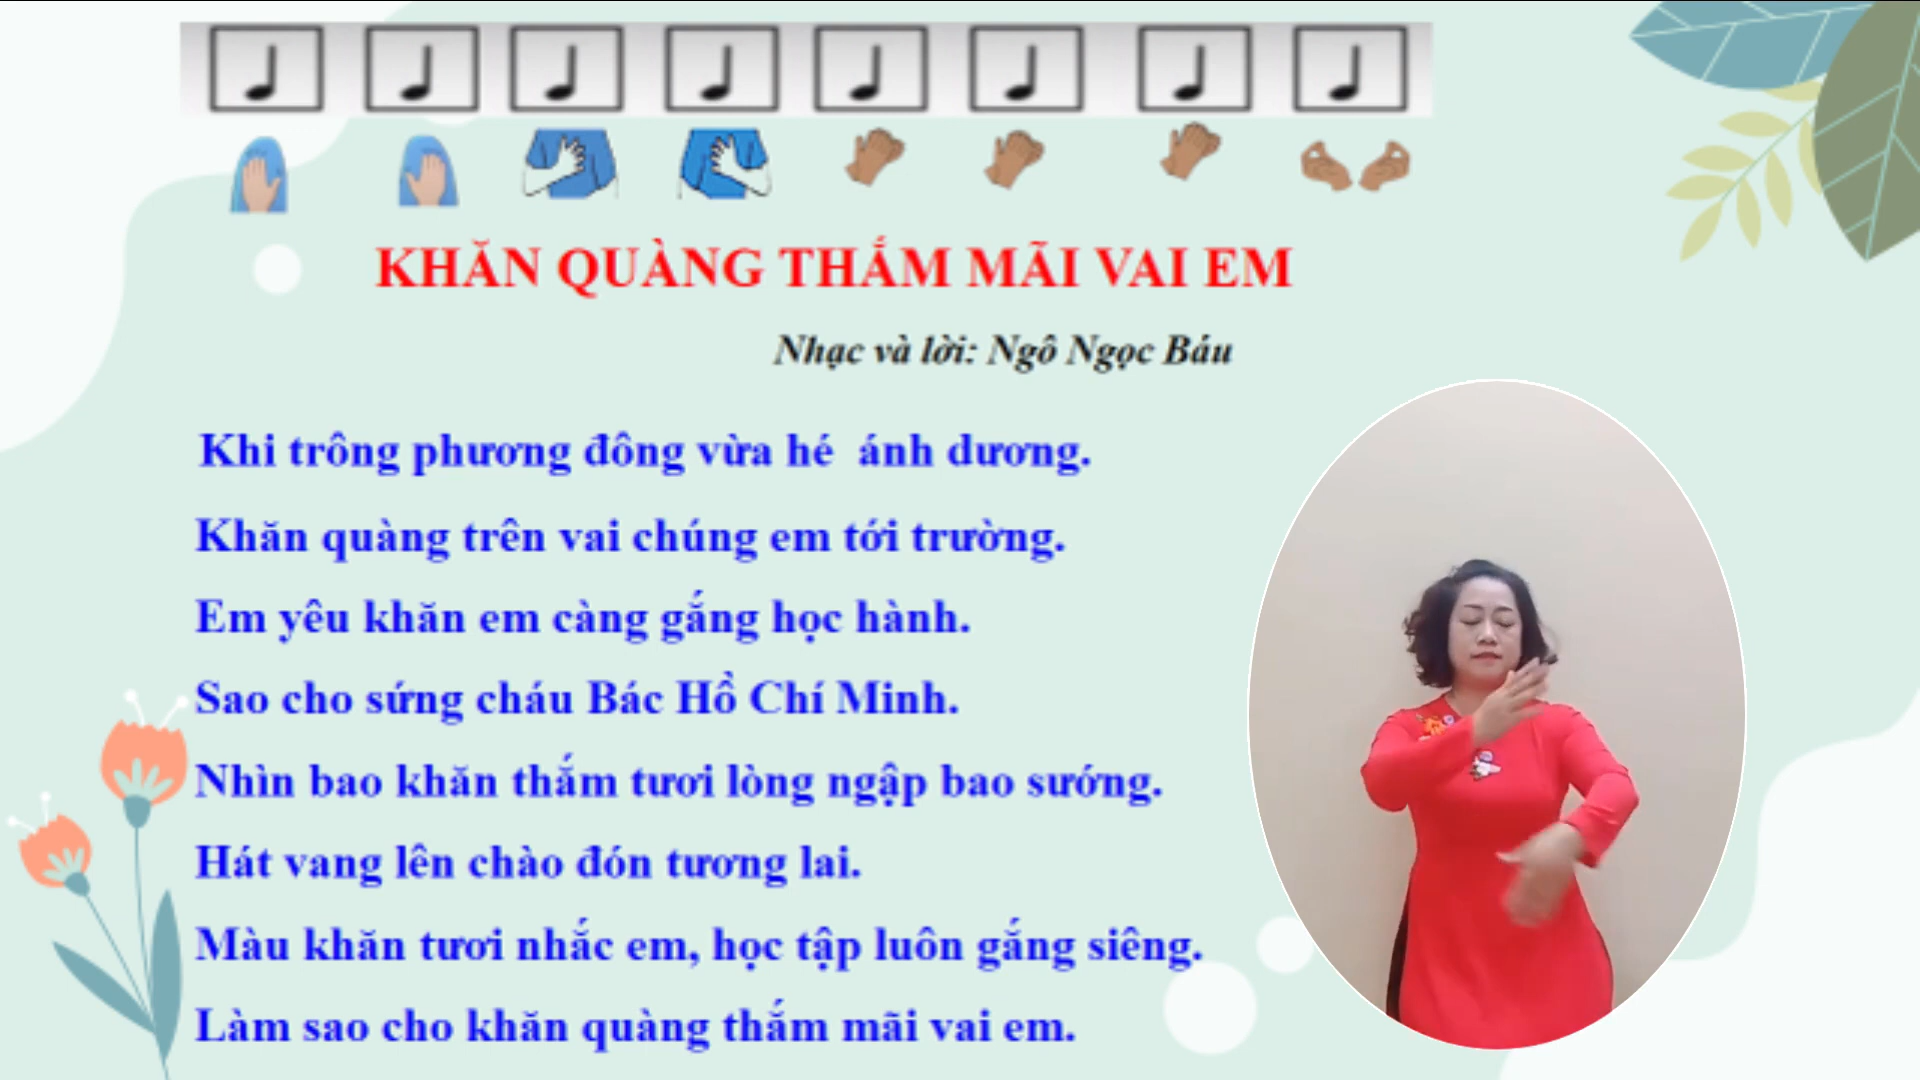 KHĂN QUÀNG THẮM MÃI VAI EM
Nhạc và lời: Ngô Ngọc Báu
Khi trông phương đông vừa hé ánh dương.
Khăn quàng trên vai chúng em tới trường.
Em yêu khăn em càng gắng học hành.
Sao cho sứng cháu Bác Hồ Chí Minh.
Nhìn bao khăn thắm tươi lòng ngập bao sướng.
Hát vang lên chào đón tương lai.
Màu khăn tươi nhắc em, học tập luôn gắng siêng.
Làm sao cho khăn quàng thắm mãi vai em.